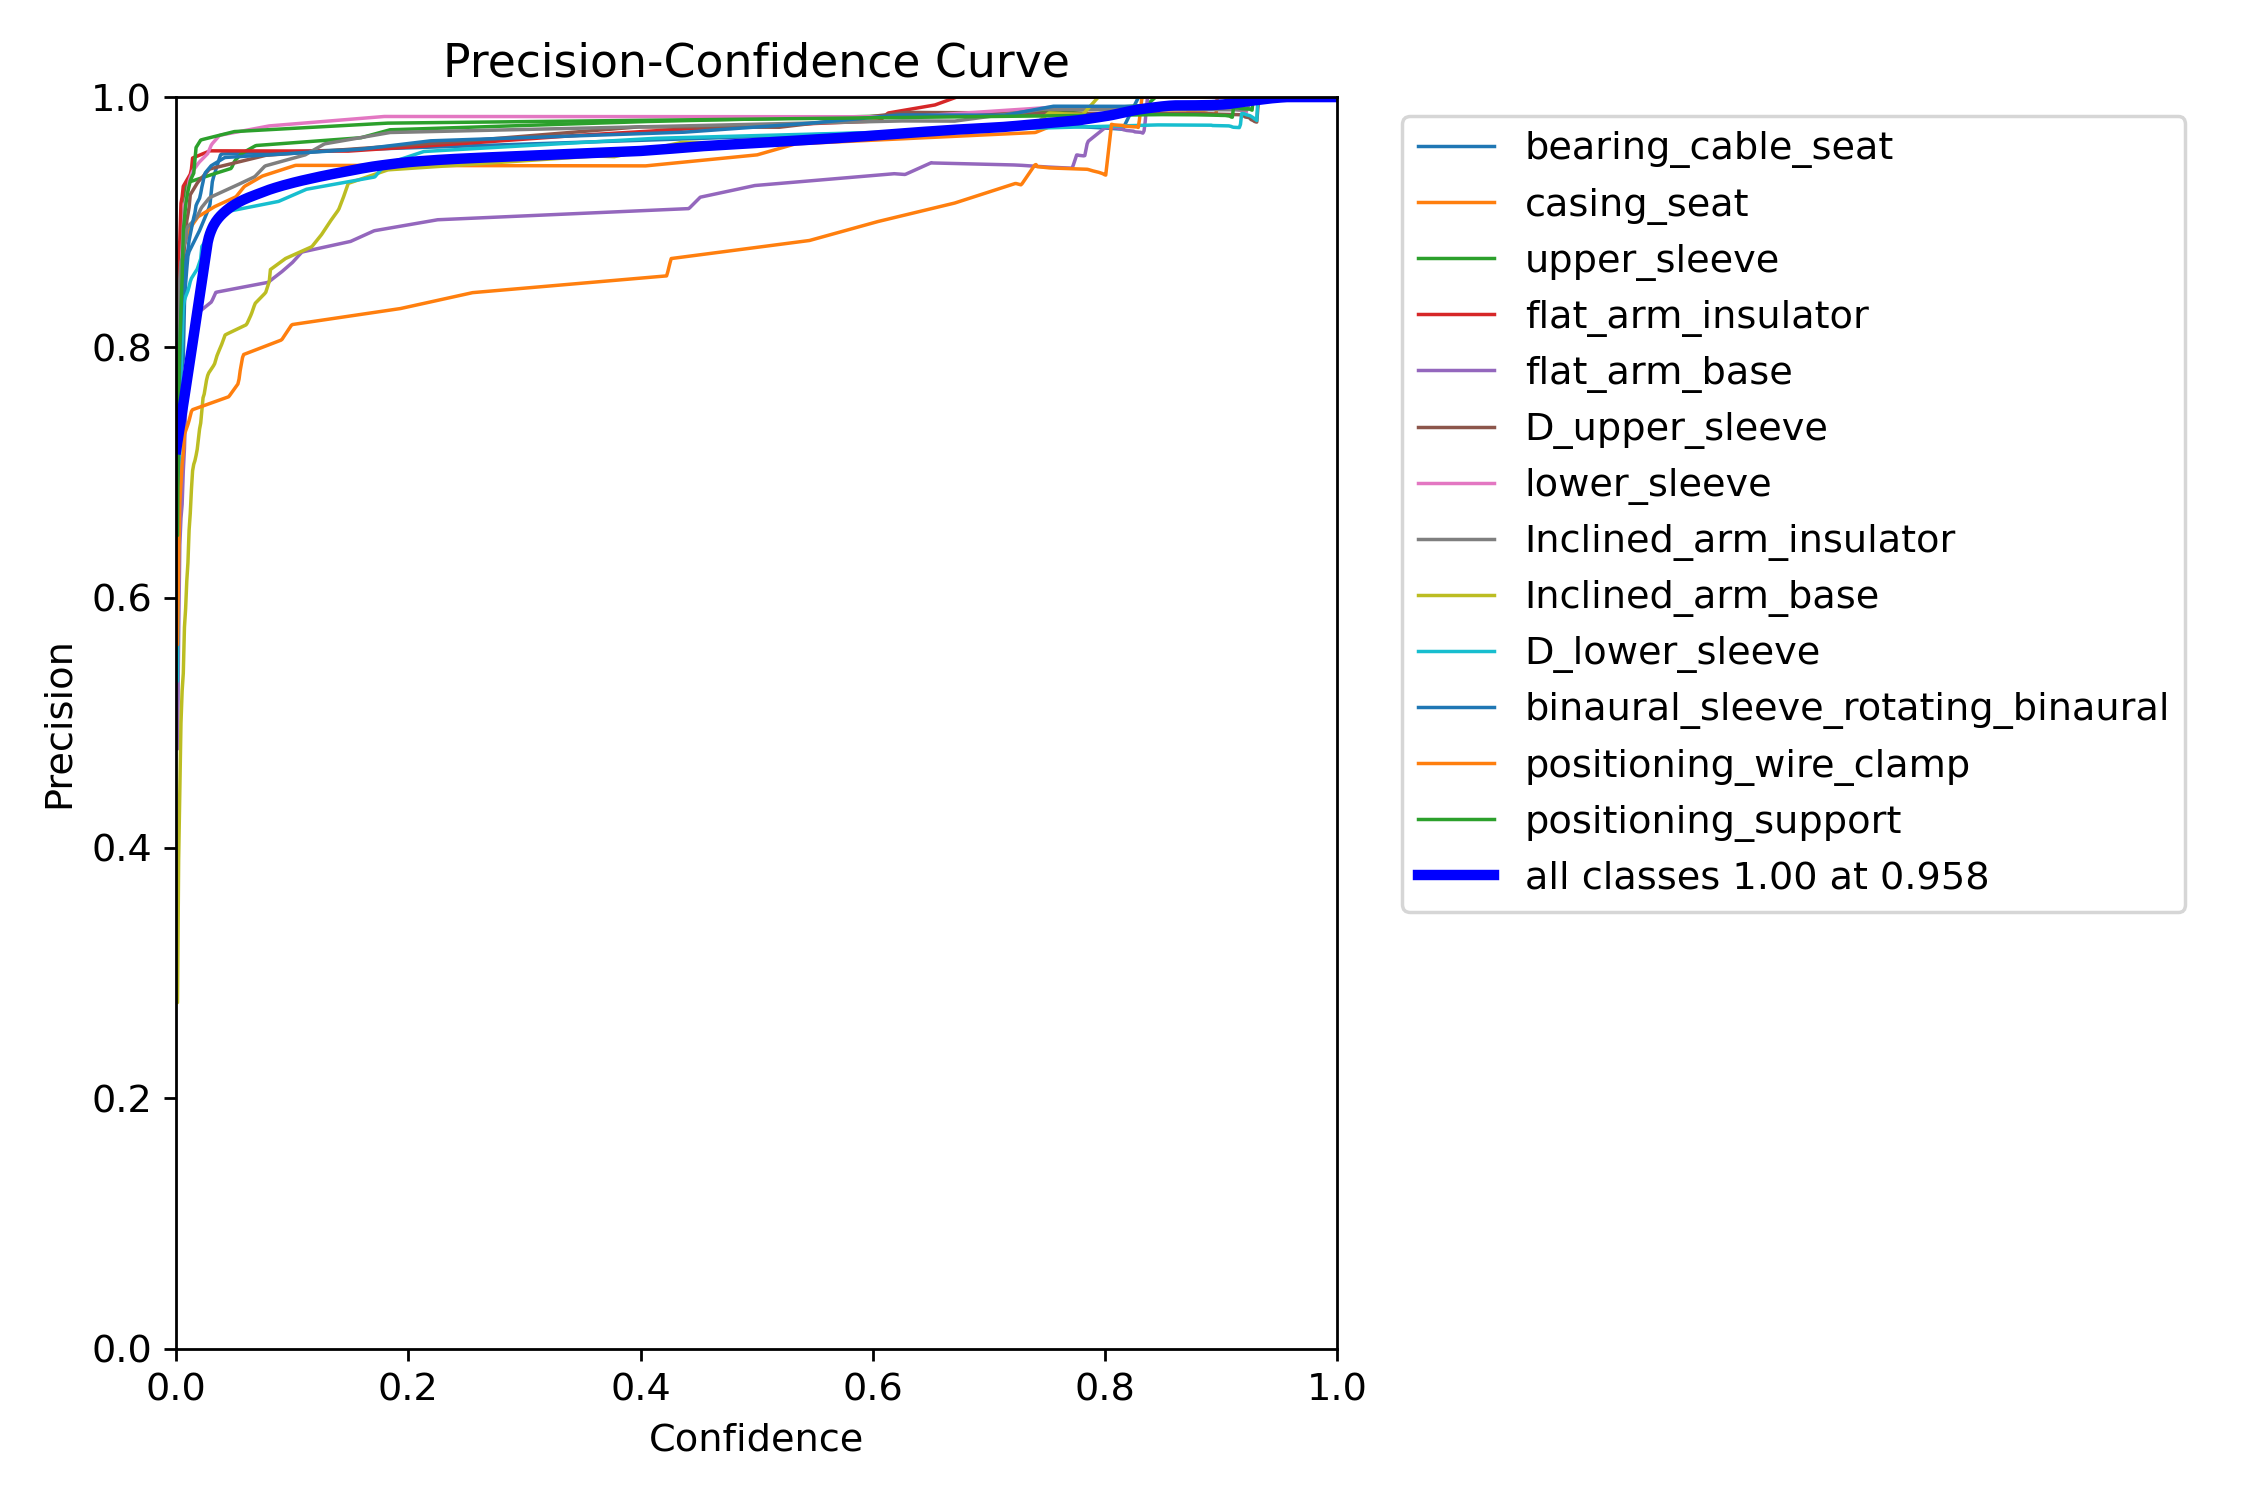 Precision-Confidence Curve
1.0
0.8
0.6
0.4
0.2
0.0
Precision
0.0 0.2 0.4 0.6 0.8 1.0
Confidence
bearing_cable_seat
casing_seat
upper_sleeve
flat_arm_insulator
flat_arm_base
D_upper_sleeve
lower_sleeve
Inclined_arm_insulator
Inclined_arm_base
D_lower_sleeve
binaural_sleeve_rotating_binaural
positioning_wire_clamp
positioning_support
all classes 1.00 at 0.958